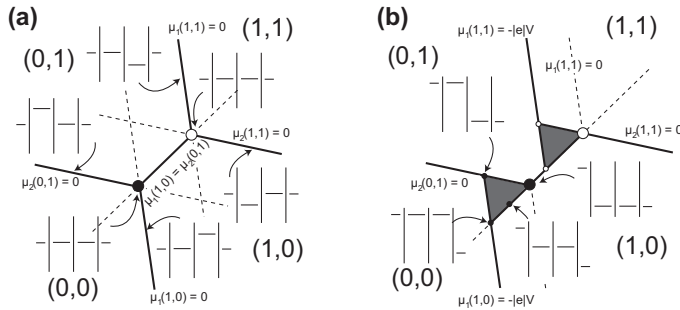 (a)
μ₁(1,1) = 0
(1,1)
(0,1)
μ₂(1,1) = 0
μ₁(1,0) = μ₂(0,1)
μ₂(0,1) = 0
(1,0)
(0,0)
μ₁(1,0) = 0
(b)
μ₁(1,1) = -|e|V
(1,1)
(0,1)
μ₁(1,1) = 0
μ₂(1,1) = 0
μ₂(0,1) = 0
(1,0)
(0,0)
μ₁(1,0) = -|e|V